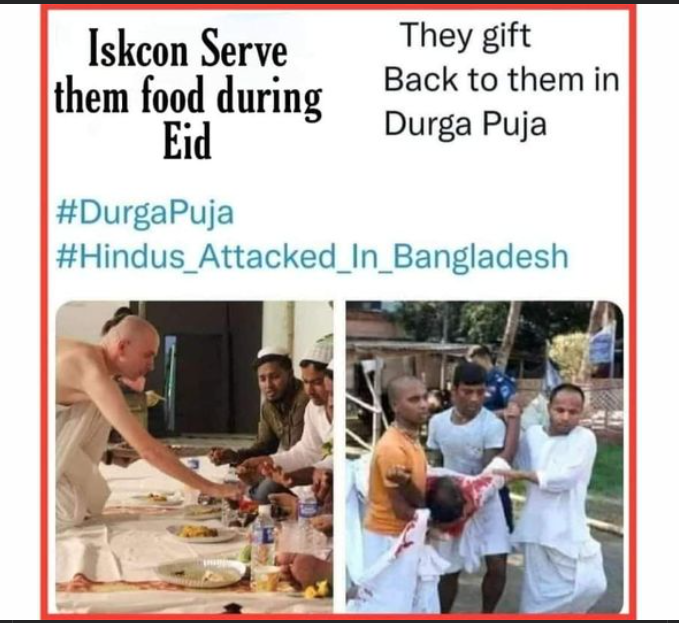 Iskcon Serve
them food during
Eid
They gift
Back to them in
Durga Puja
#DurgaPuja
#Hindus_Attacked_In_Bangladesh